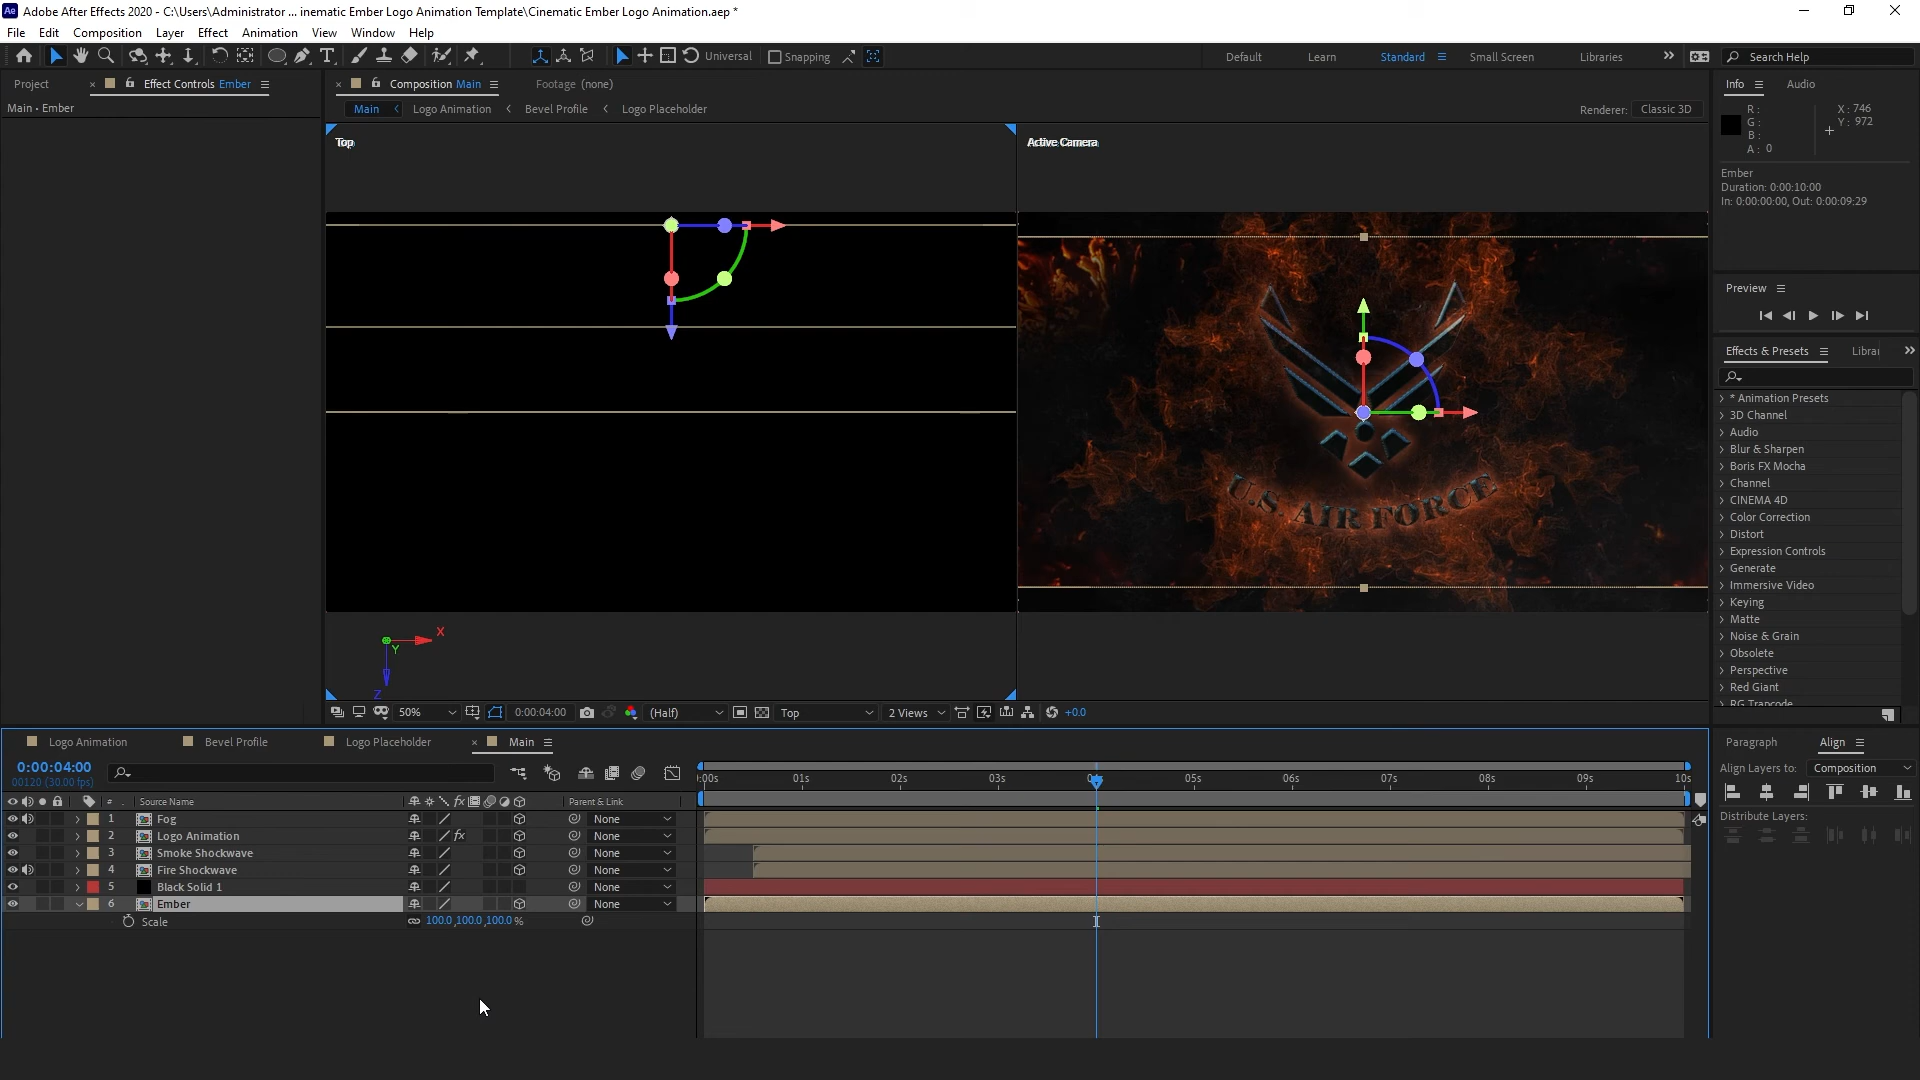 Ae Adobe After Effects 2020 - C:\Users\Administrator ... inematic Ember Logo Animation Template\Cinematic Ember Logo Animation.aep *
File Edit Composition Layer Effect Animation View Window Help
Universal Snapping Default Learn Standard Small Screen Libraries Search Help
Project Effect Controls Ember Composition Main Footage (none) Info Audio
Main • Ember
Main Logo Animation Bevel Profile Logo Placeholder Renderer: Classic 3D
R : X : 746
G : Y : 972
B :
A : 0
Top Active Camera
Ember
Duration: 0:00:10:00
In: 0:00:00:00, Out: 0:00:09:29
Preview
Effects & Presets Librai
* Animation Presets
3D Channel
Audio
Blur & Sharpen
Boris FX Mocha
Channel
CINEMA 4D
Color Correction
Distort
Expression Controls
Generate
Immersive Video
Keying
Matte
Noise & Grain
Obsolete
Perspective
Red Giant
RG Trapcode
U.S. AIR FORCE
X
Y
Z
50% 0:00:04:00 (Half) Top 2 Views +0.0
Logo Animation Bevel Profile Logo Placeholder Main
Paragraph Align
0:00:04:00
00120 (30.00 fps)
:00s 01s 02s 03s 05s 06s 07s 08s 09s 10s
Align Layers to: Composition
# Source Name fx Parent & Link
1 Fog None
2 Logo Animation fx None
3 Smoke Shockwave None
4 Fire Shockwave None
5 Black Solid 1 None
6 Ember None
Scale 100.0,100.0,100.0 %
Distribute Layers: